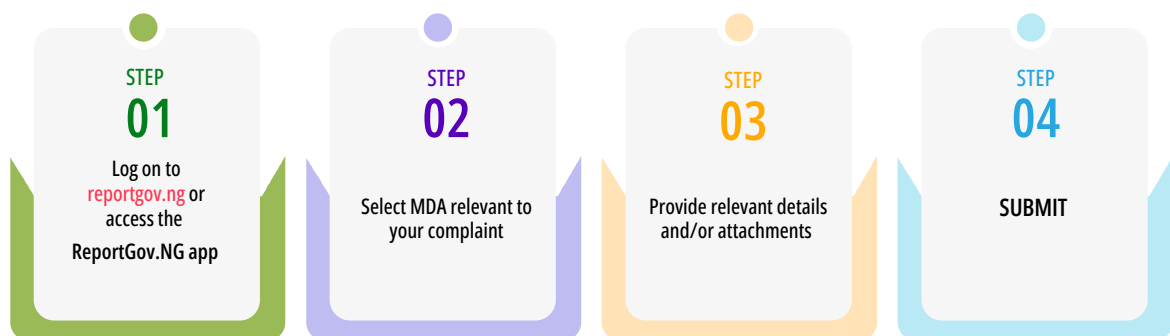 STEP
01
Log on to
reportgov.ng or
access the
ReportGov.NG app
STEP
02
Select MDA relevant to
your complaint
STEP
03
Provide relevant details
and/or attachments
STEP
04
SUBMIT